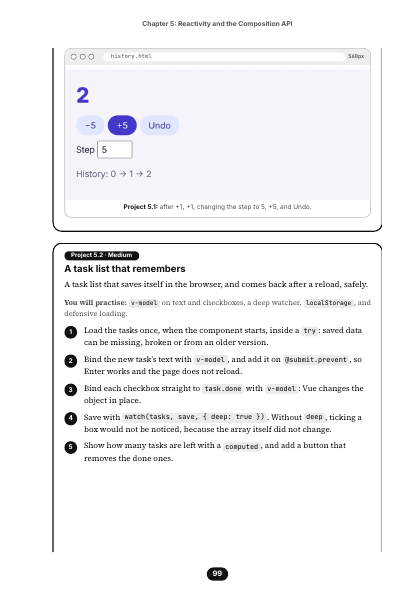 Chapter 5: Reactivity and the Composition API
history.html
560px
2
−5
+5
Undo
Step
5
History: 0 → 1 → 2
Project 5.1: after +1, +1, changing the step to 5, +5, and Undo.
Project 5.2 · Medium
A task list that remembers
A task list that saves itself in the browser, and comes back after a reload, safely.
You will practise: v-model on text and checkboxes, a deep watcher, localStorage, and
defensive loading.
1 Load the tasks once, when the component starts, inside a try: saved data
can be missing, broken or from an older version.
2 Bind the new task's text with v-model, and add it on @submit.prevent, so
Enter works and the page does not reload.
3 Bind each checkbox straight to task.done with v-model: Vue changes the
object in place.
4 Save with watch(tasks, save, { deep: true }). Without deep, ticking a
box would not be noticed, because the array itself did not change.
5 Show how many tasks are left with a computed, and add a button that
removes the done ones.
99